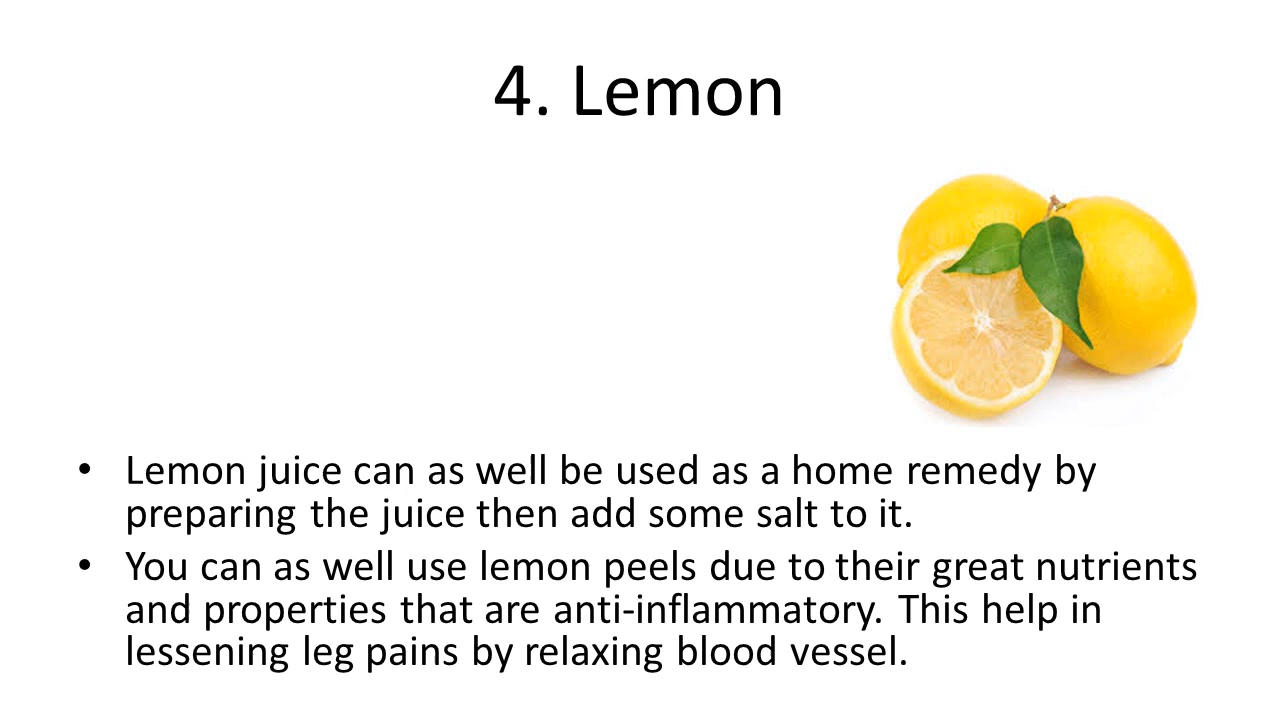 4. Lemon
• Lemon juice can as well be used as a home remedy by
preparing the juice then add some salt to it.
• You can as well use lemon peels due to their great nutrients
and properties that are anti-inflammatory. This help in
lessening leg pains by relaxing blood vessel.